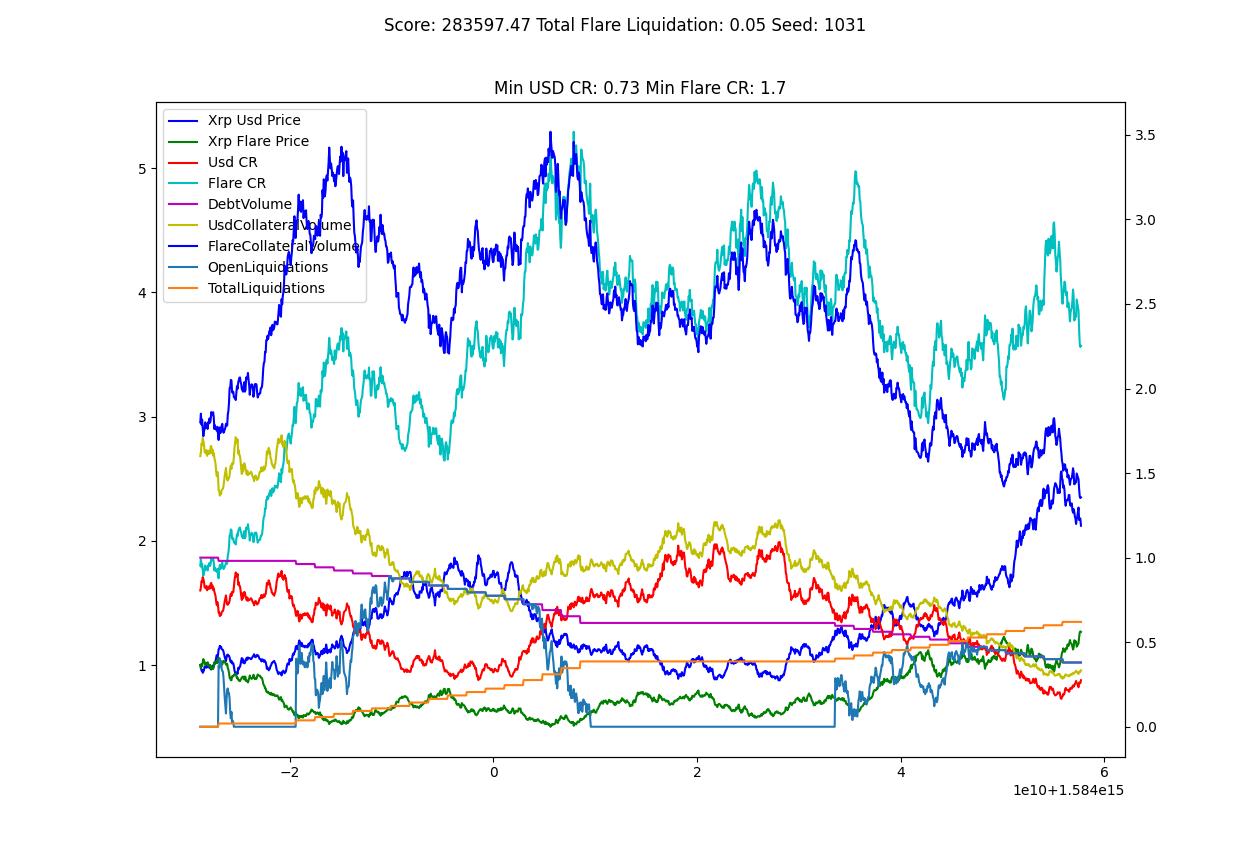 Score: 283597.47 Total Flare Liquidation: 0.05 Seed: 1031
Min USD CR: 0.73 Min Flare CR: 1.7
Xrp Usd Price
Xrp Flare Price
Usd CR
Flare CR
DebtVolume
UsdCollateralVolume
FlareCollateralVolume
OpenLiquidations
TotalLiquidations
5
4
3
2
1
3.5
3.0
2.5
2.0
1.5
1.0
0.5
0.0
−2 0 2 4 6
1e10+1.584e15